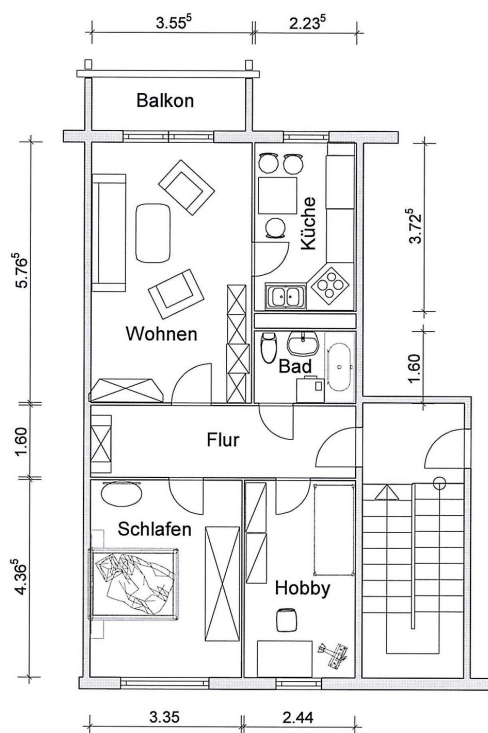 3.55⁵
2.23⁵
Balkon
5.76⁵
3.72⁵
Küche
Wohnen
Bad
1.60
1.60
Flur
4.36⁵
Schlafen
Hobby
3.35
2.44